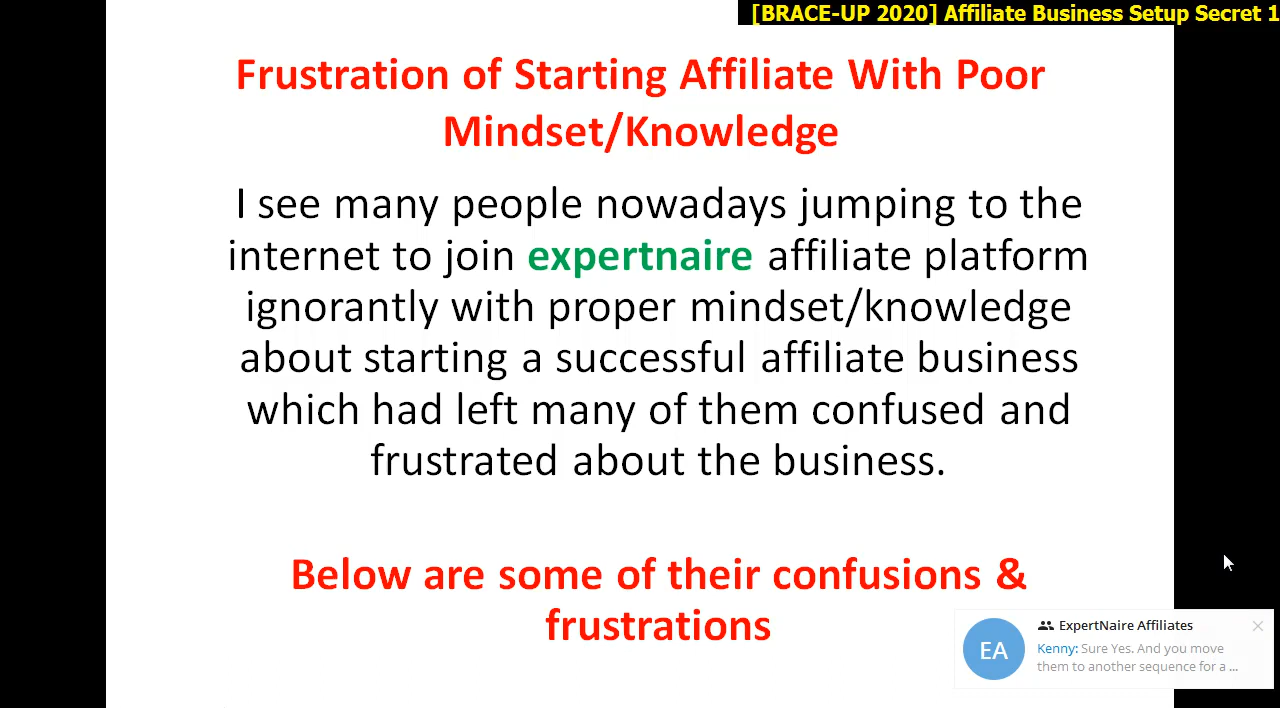 [BRACE-UP 2020] Affiliate Business Setup Secret 1
Frustration of Starting Affiliate With Poor
Mindset/Knowledge
I see many people nowadays jumping to the
internet to join expertnaire affiliate platform
ignorantly with proper mindset/knowledge
about starting a successful affiliate business
which had left many of them confused and
frustrated about the business.
Below are some of their confusions &
frustrations
EA
ExpertNaire Affiliates
Kenny: Sure Yes. And you move
them to another sequence for a ...